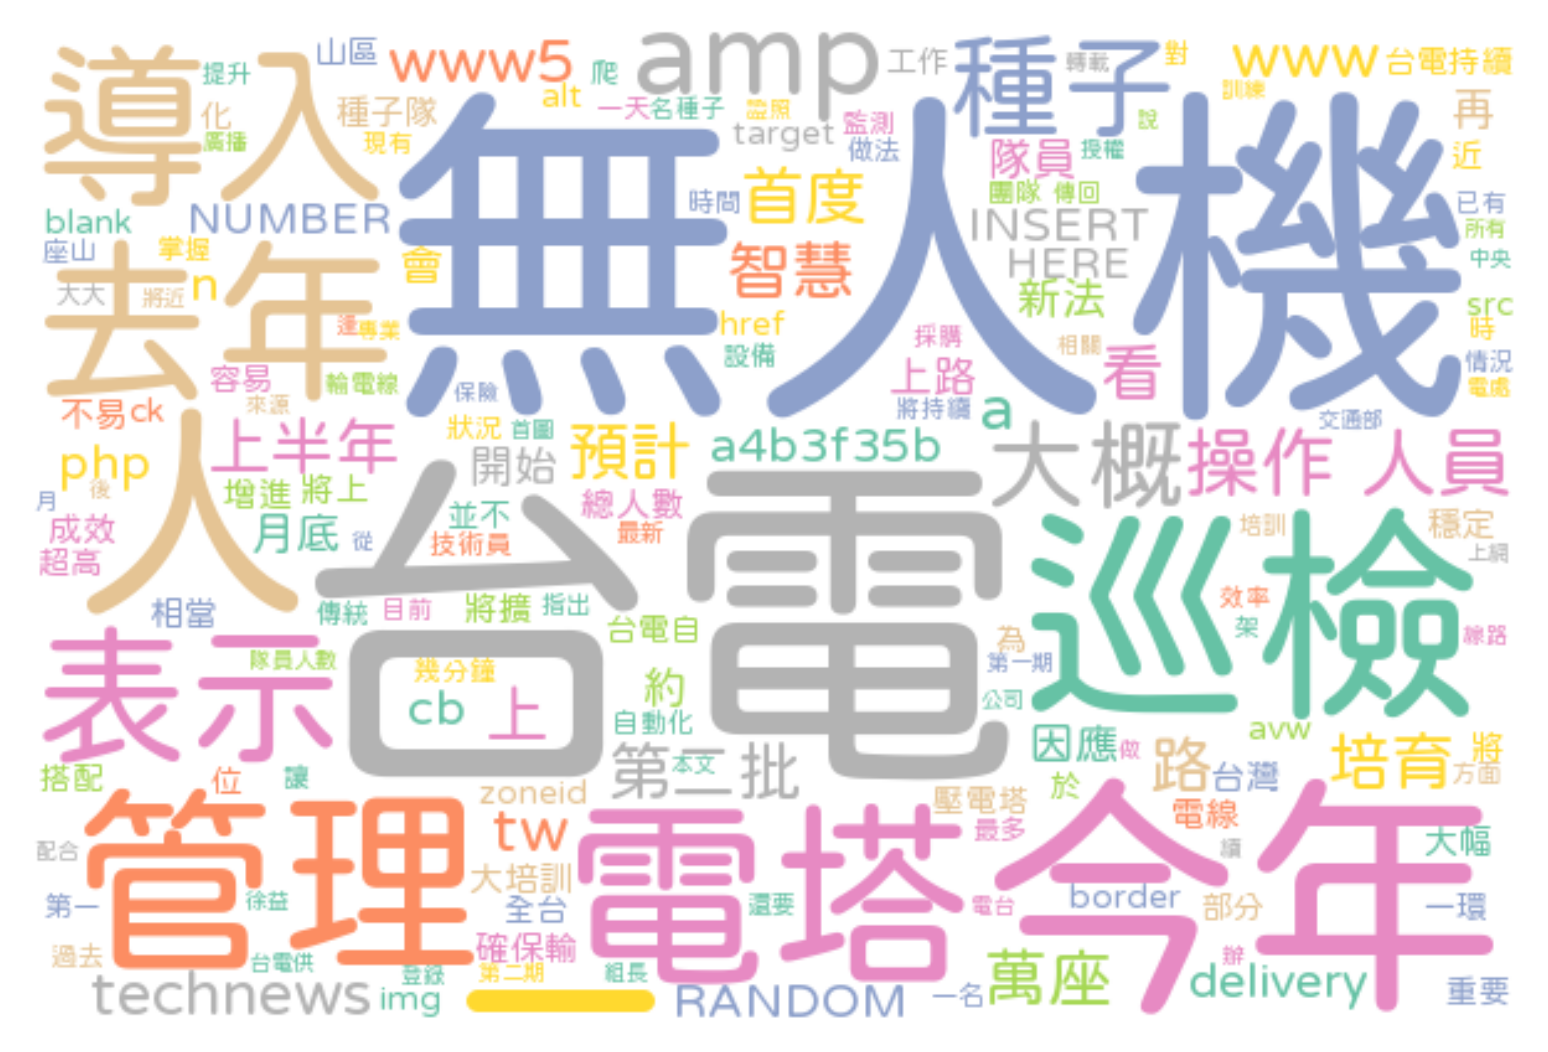 導入
山區
www5
爬
amp
工作
種子
轉載
對
www
台電持續
提升
alt
訓練
化
種子隊
一天
名種子
證照
target
監測
說
再
廣播
現有
做法
隊員
授權
近
無人機
blank
NUMBER
時間
首度
團隊
傳回
INSERT
已有
所有
座山
掌握
會
智慧
HERE
中央
去年
大大
將近
n
新法
src
逢
專業
href
採購
相關
時
設備
上路
看
情況
容易
輸電線
保險
電處
不易
ck
來源
將持續
a
交通部
人
上半年
狀況
首圖
預計
a4b3f35b
大概
操作
人員
php
開始
後
增進
將上
總人數
月
成效
月底
從
並不
技術員
最新
培訓
穩定
超高
上網
台電
巡檢
相當
傳統
目前
將擴
指出
效率
台電自
為
架
線路
表示
隊員人數
幾分鐘
第一期
cb
上
約
公司
自動化
avw
因應
做
培育
將
搭配
位
讓
第二批
本文
路
台灣
方面
於
zoneid
壓電塔
管理
tw
電塔
今年
電線
最多
大幅
配合
續
大培訓
第一
徐益
全台
還要
電台
border
部分
一環
過去
確保輸
台電供
登錄
第二期
組長
萬座
辦
delivery
technews
img
一
RANDOM
一名
重要